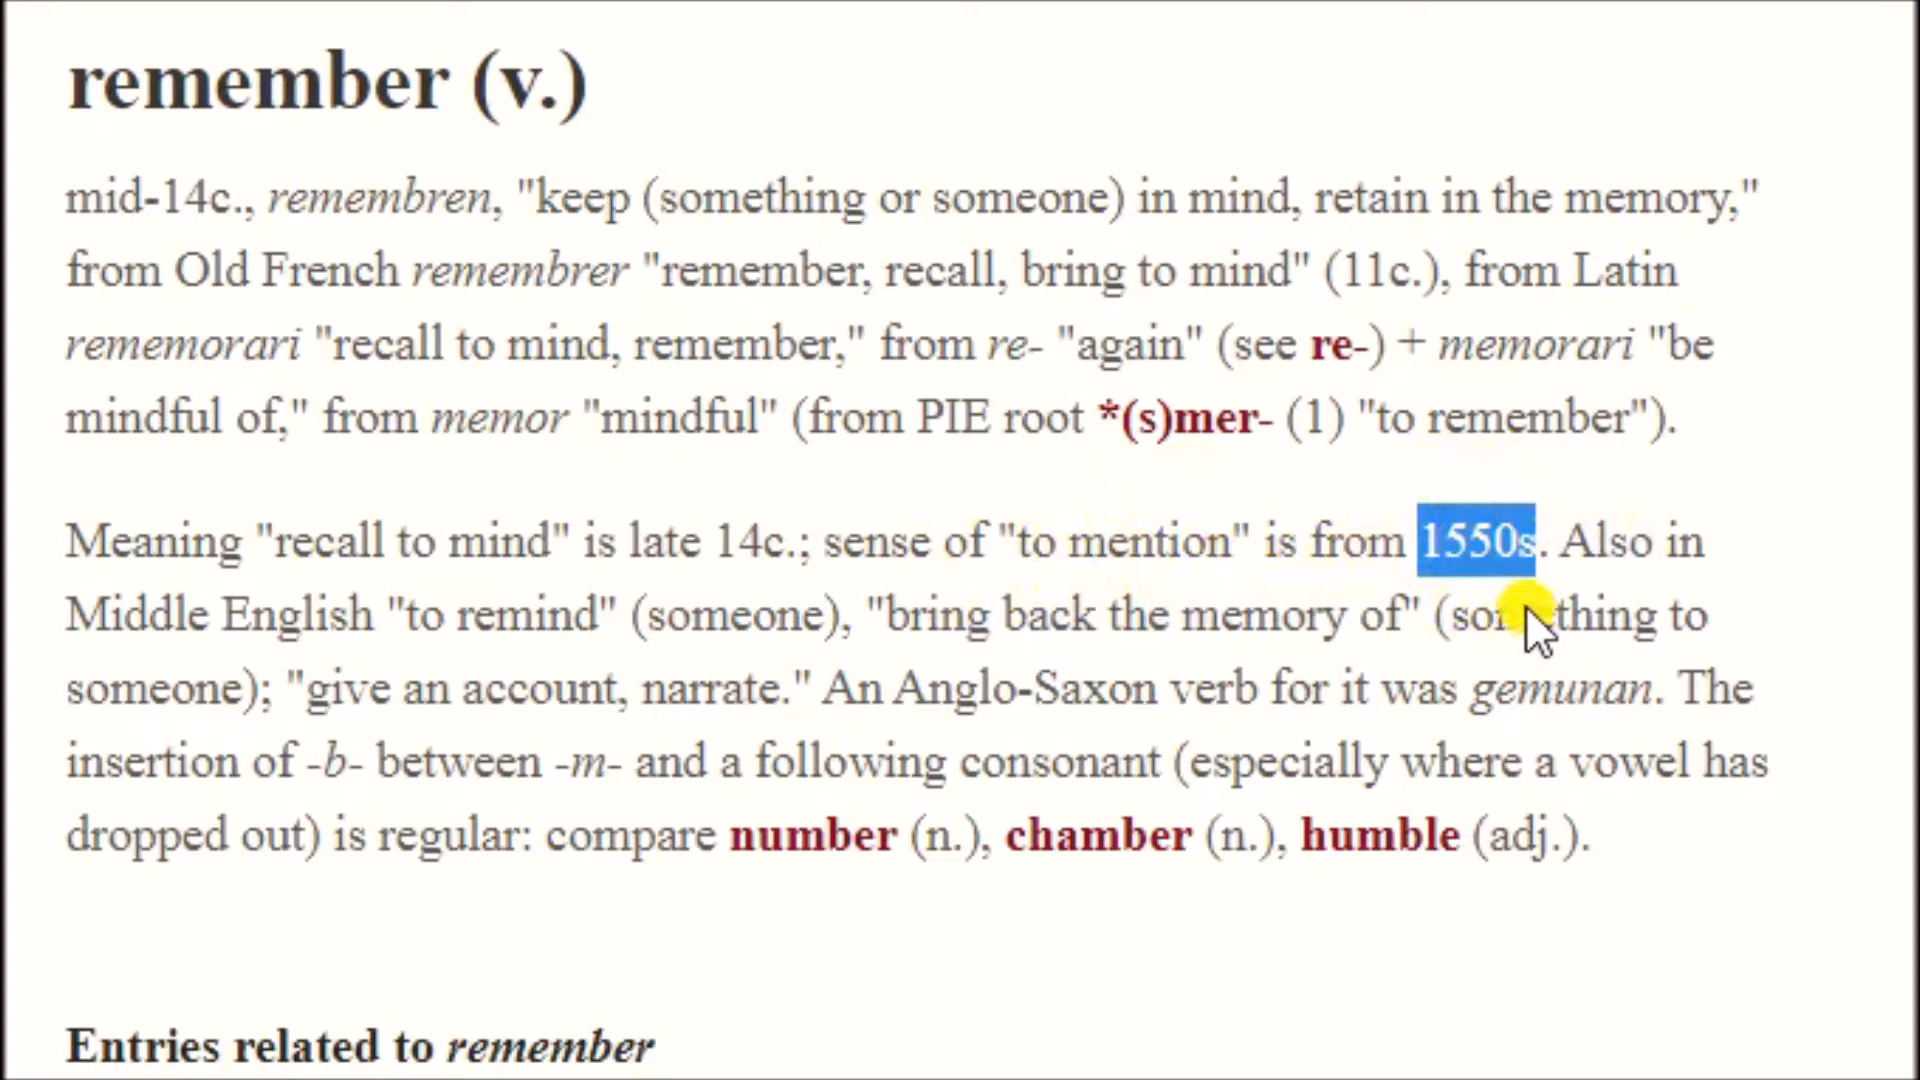 remember (v.)
mid-14c., remembren, "keep (something or someone) in mind, retain in the memory,"
from Old French remembrer "remember, recall, bring to mind" (11c.), from Latin
rememorari "recall to mind, remember," from re- "again" (see re-) + memorari "be
mindful of," from memor "mindful" (from PIE root *(s)mer- (1) "to remember").
Meaning "recall to mind" is late 14c.; sense of "to mention" is from 1550s. Also in
Middle English "to remind" (someone), "bring back the memory of" (something to
someone); "give an account, narrate." An Anglo-Saxon verb for it was gemunan. The
insertion of -b- between -m- and a following consonant (especially where a vowel has
dropped out) is regular: compare number (n.), chamber (n.), humble (adj.).
Entries related to remember